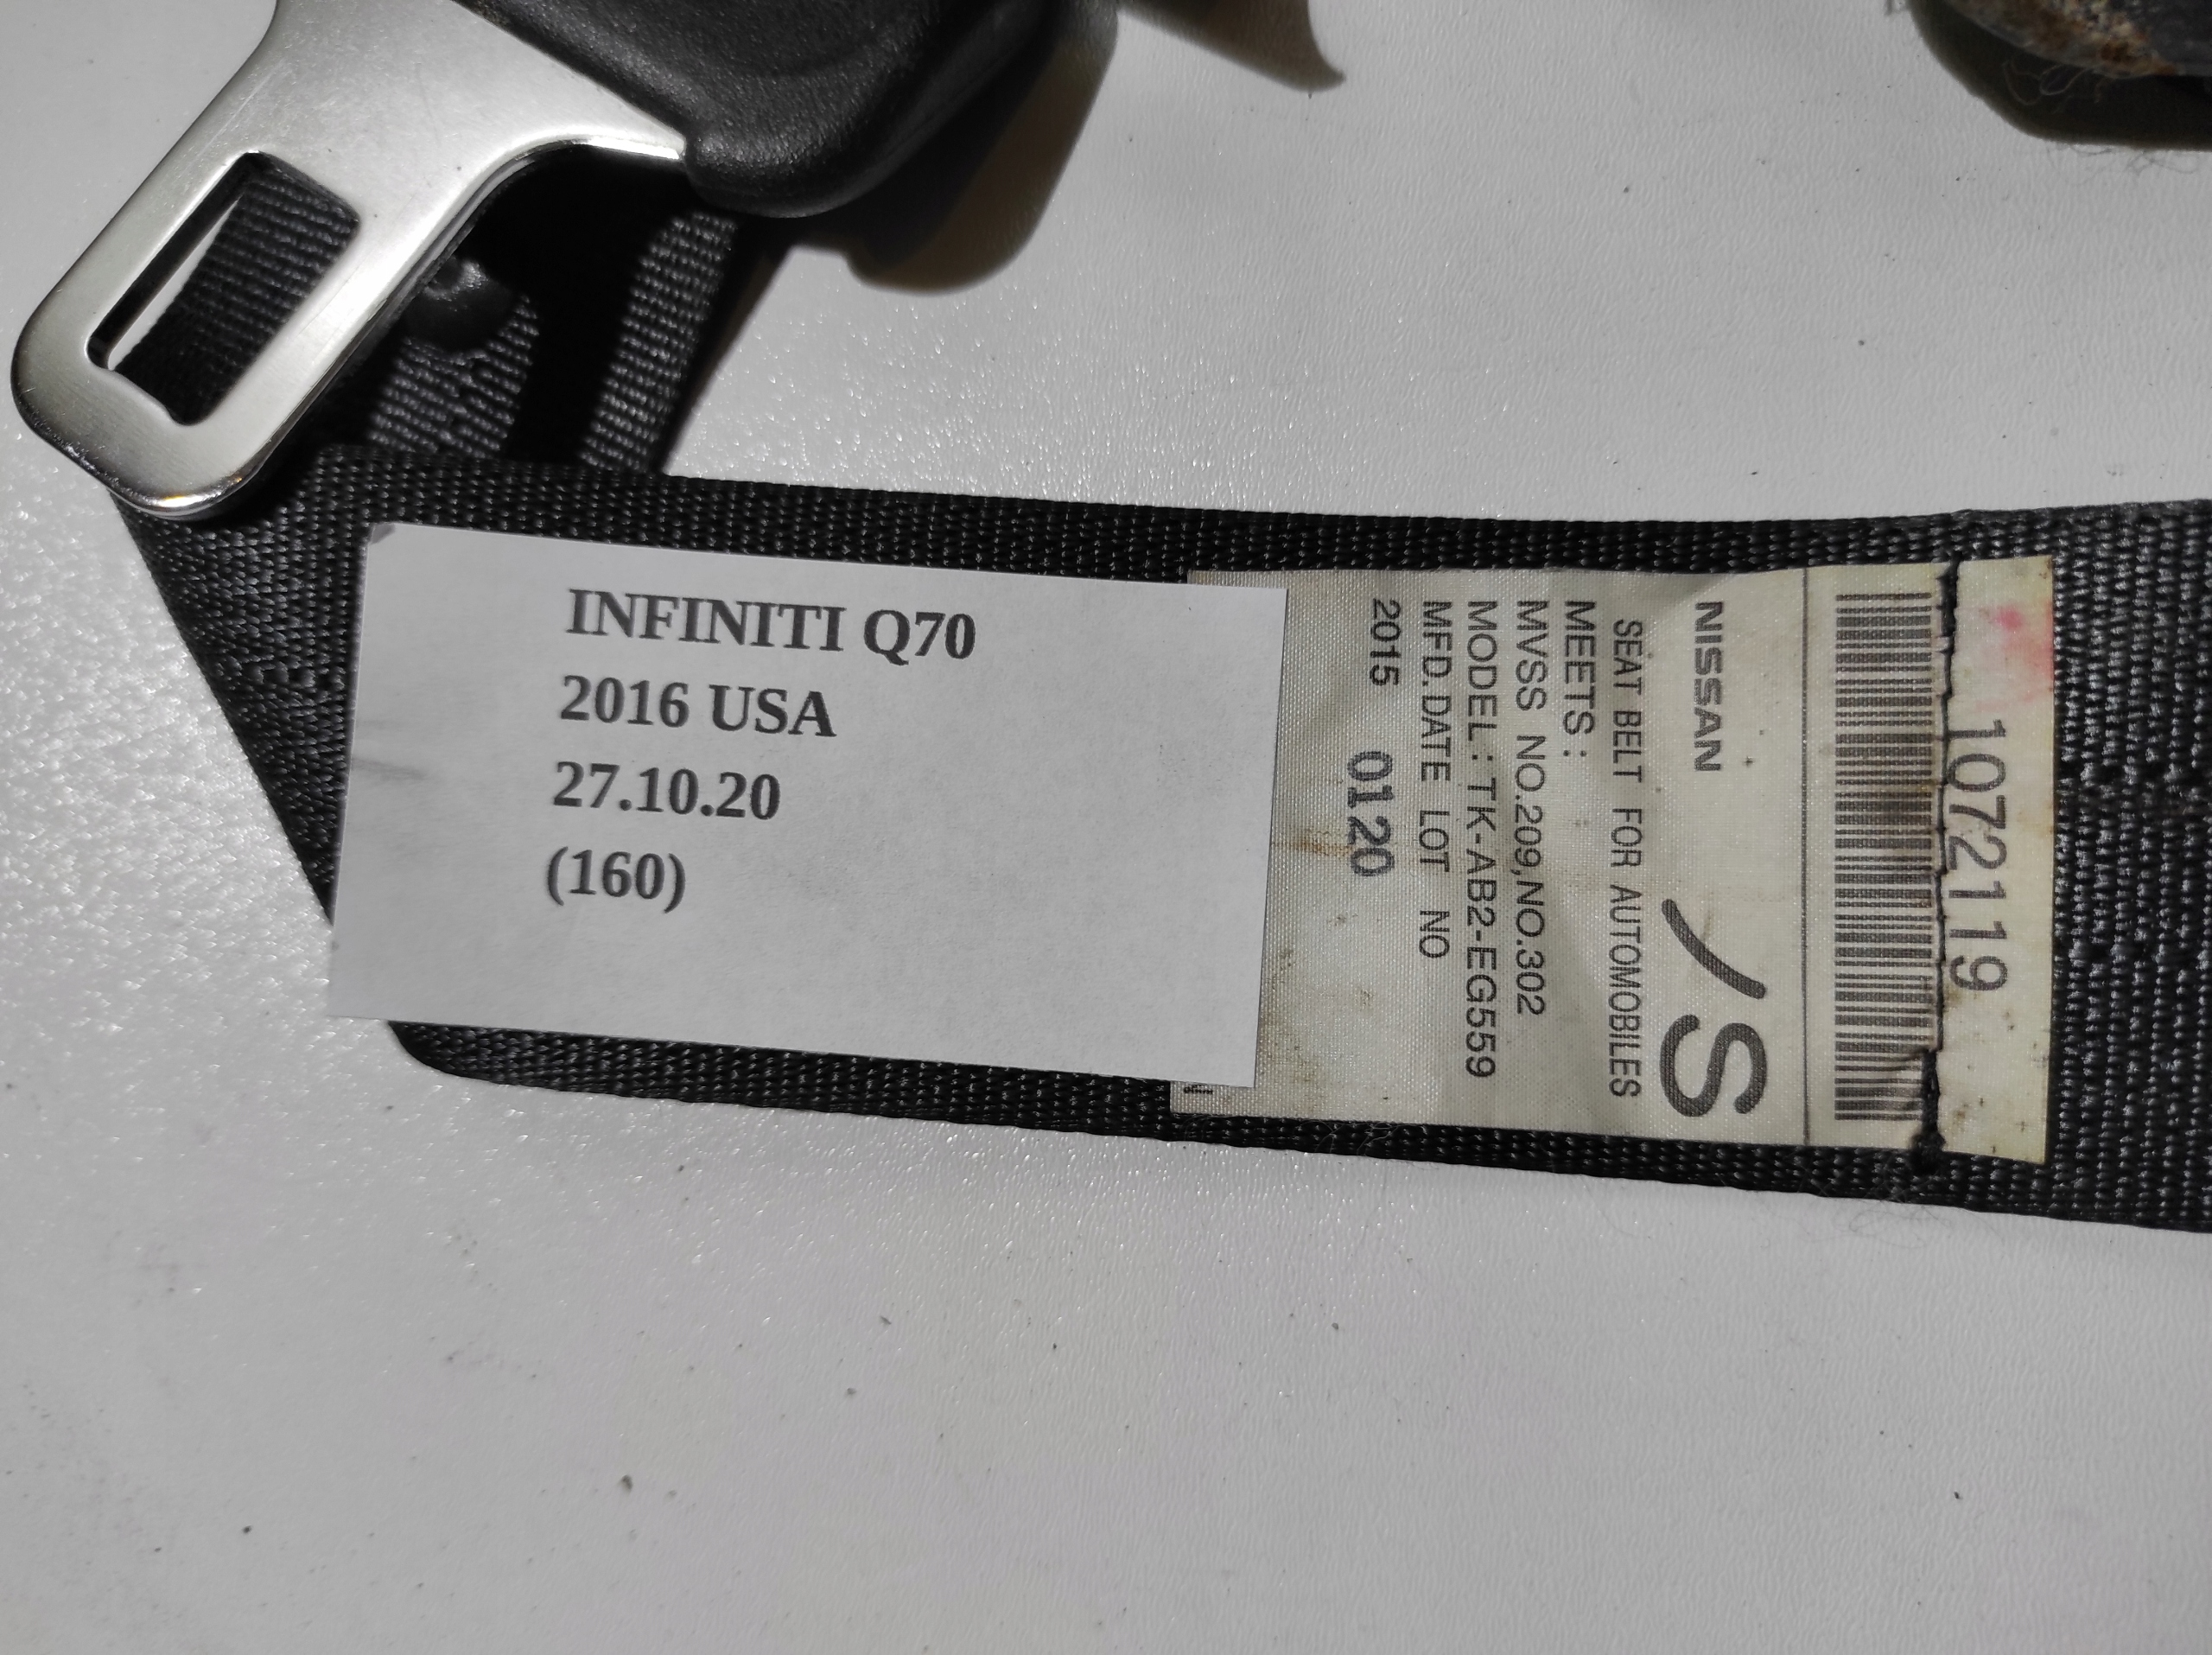 INFINITI Q70
2016 USA
27.10.20
(160)
1072119
NISSAN /S
SEAT BELT FOR AUTOMOBILES
MEETS:
MVSS NO.209,NO.302
MODEL:TK-AB2-EG559
MFD.DATE LOT NO
2015 0120